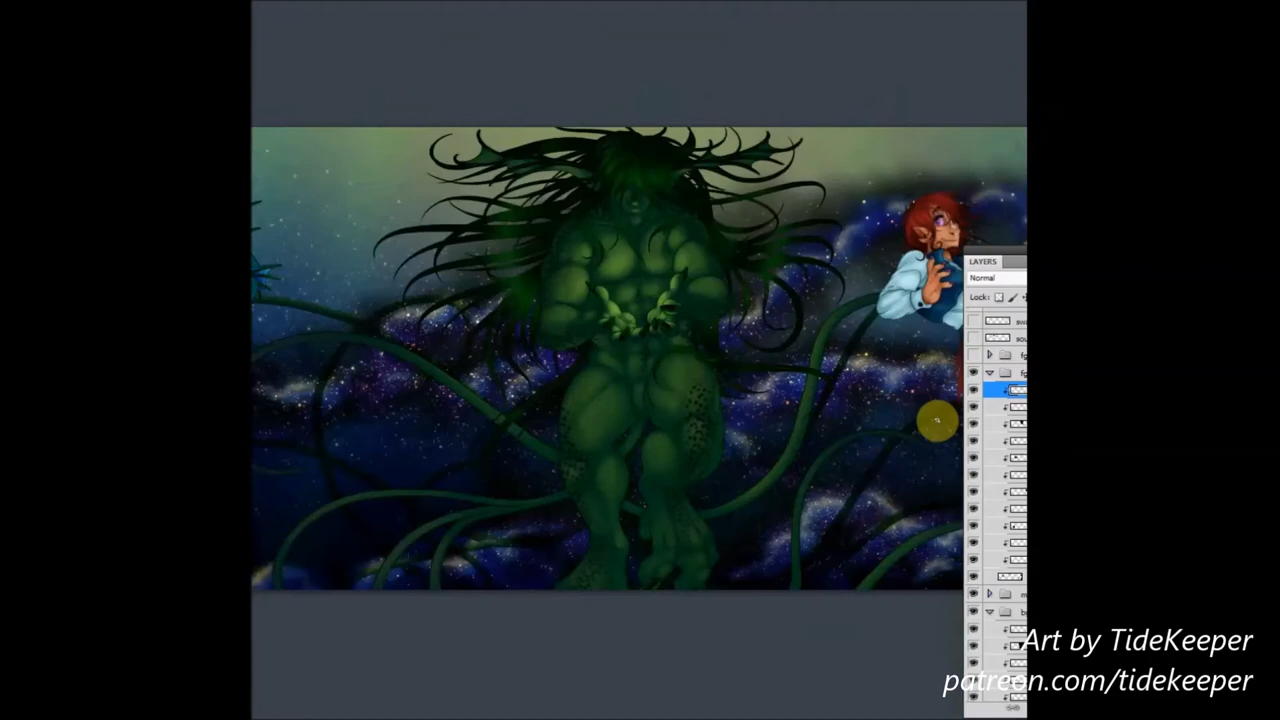 LAYERS
Normal
Lock:
Art by TideKeeper
patreon.com/tidekeeper